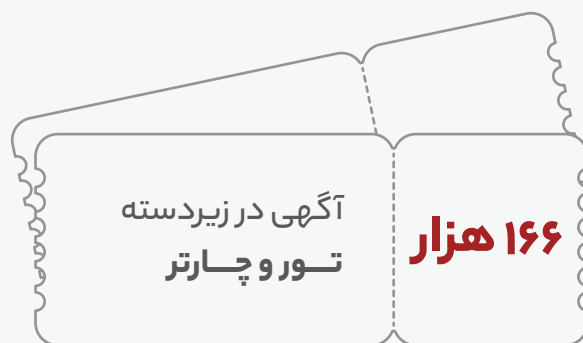 ۱۶۶ هزار
آگهی در زیردسته
تـــور و چـــارتر